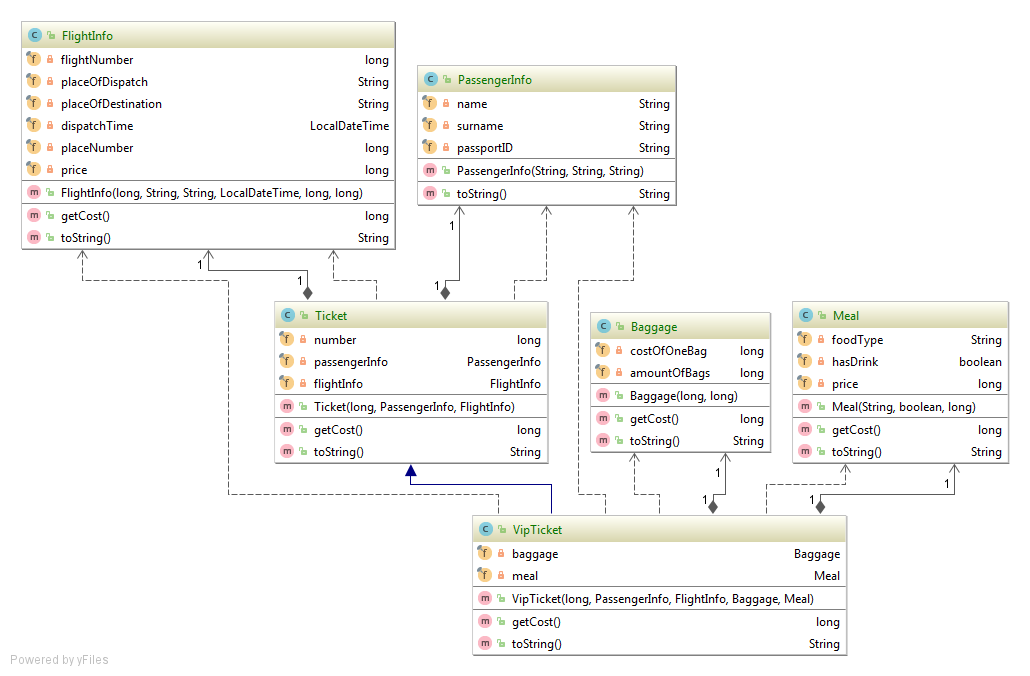 C FlightInfo
f flightNumber long
f placeOfDispatch String
f placeOfDestination String
f dispatchTime LocalDateTime
f placeNumber long
f price long
m FlightInfo(long, String, String, LocalDateTime, long, long)
m getCost() long
m toString() String
C PassengerInfo
f name String
f surname String
f passportID String
m PassengerInfo(String, String, String)
m toString() String
1
1
1
1
C Ticket
f number long
f passengerInfo PassengerInfo
f flightInfo FlightInfo
m Ticket(long, PassengerInfo, FlightInfo)
m getCost() long
m toString() String
C Baggage
f costOfOneBag long
f amountOfBags long
m Baggage(long, long)
m getCost() long
m toString() String
C Meal
f foodType String
f hasDrink boolean
f price long
m Meal(String, boolean, long)
m getCost() long
m toString() String
1
1
1
1
C VipTicket
f baggage Baggage
f meal Meal
m VipTicket(long, PassengerInfo, FlightInfo, Baggage, Meal)
m getCost() long
m toString() String
Powered by yFiles